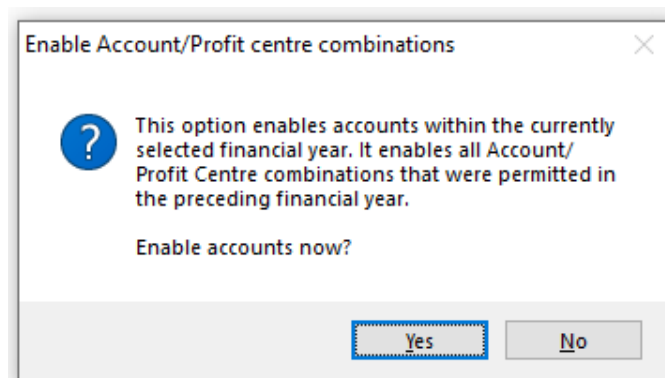 Enable Account/Profit centre combinations
This option enables accounts within the currently
selected financial year. It enables all Account/
Profit Centre combinations that were permitted in
the preceding financial year.
Enable accounts now?
Yes
No